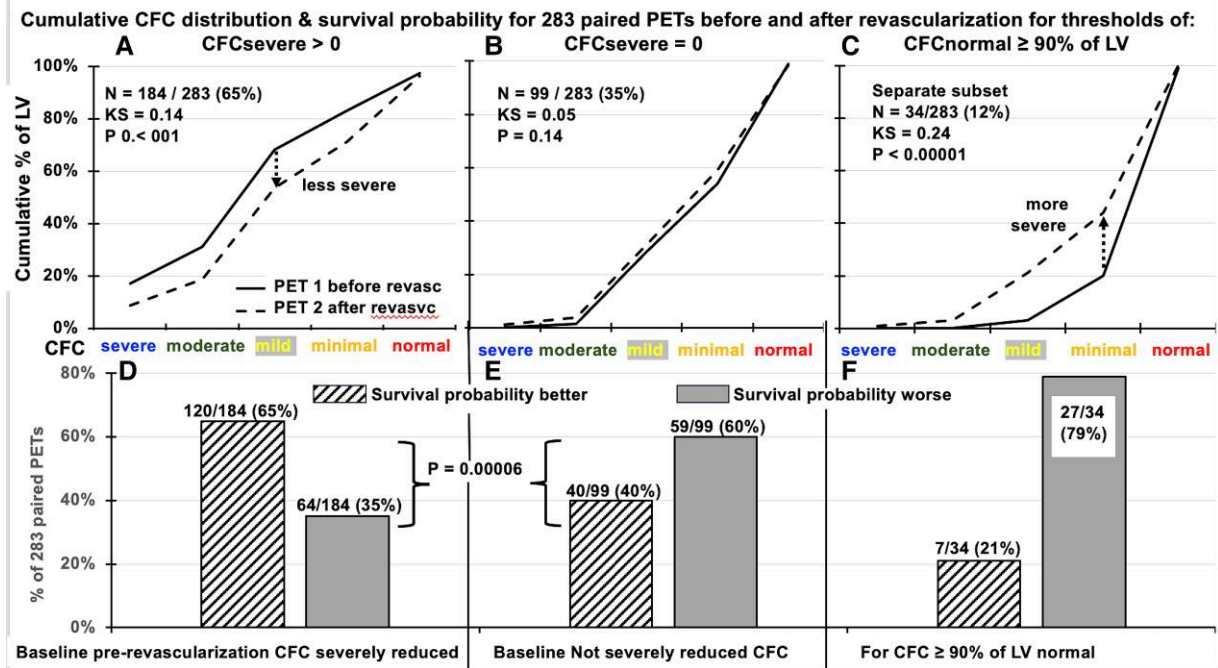 Cumulative CFC distribution & survival probability for 283 paired PETs before and after revascularization for thresholds of:
A
CFCsevere > 0
B
CFCsevere = 0
C
CFCnormal ≥ 90% of LV
Cumulative % of LV
100%
80%
60%
40%
20%
0%
N = 184 / 283 (65%)
KS = 0.14
P 0.< 001
less severe
PET 1 before revasc
PET 2 after revasvc
N = 99 / 283 (35%)
KS = 0.05
P = 0.14
Separate subset
N = 34/283 (12%)
KS = 0.24
P < 0.00001
more
severe
CFC severe moderate mild minimal normal
severe moderate mild minimal normal
severe moderate mild minimal normal
D
E
F
% of 283 paired PETs
80%
60%
40%
20%
0%
Survival probability better
Survival probability worse
120/184 (65%)
64/184 (35%)
P = 0.00006
40/99 (40%)
59/99 (60%)
7/34 (21%)
27/34
(79%)
Baseline pre-revascularization CFC severely reduced
Baseline Not severely reduced CFC
For CFC ≥ 90% of LV normal